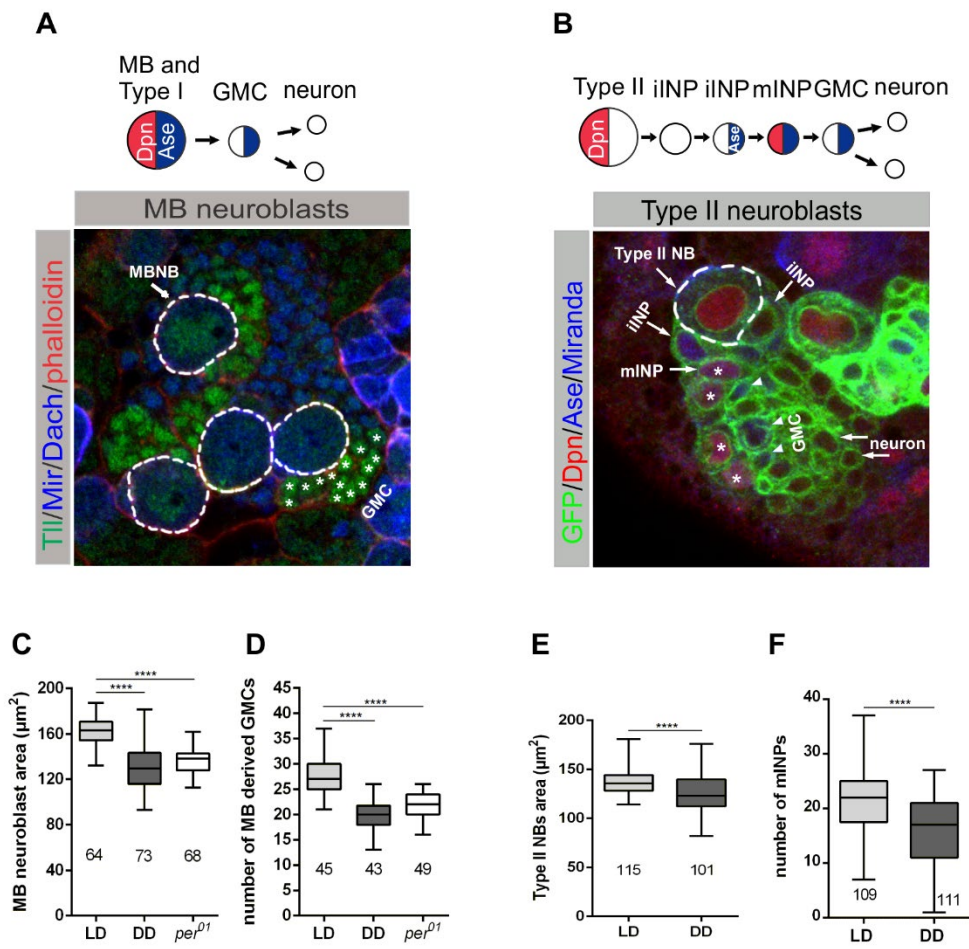 A
MB and
Type I
GMC
neuron
Dpn
Ase
MB neuroblasts
Tll/Mir/Dach/phalloidin
MBNB
GMC
B
Type II iINP iINP mINP GMC neuron
Dpn
Ase
Type II neuroblasts
GFP/Dpn/Ase/Miranda
Type II NB
iINP
iINP
mINP
GMC
neuron
C
MB neuroblast area (µm²)
200
160
120
80
40
0
****
****
64 73 68
LD DD per⁰¹
D
number of MB derived GMCs
45
40
35
30
25
20
15
10
5
0
****
****
45 43 49
LD DD per⁰¹
E
Type II NBs area (µm²)
200
150
100
50
0
****
115 101
LD DD
F
number of mINPs
40
30
20
10
0
****
109 111
LD DD